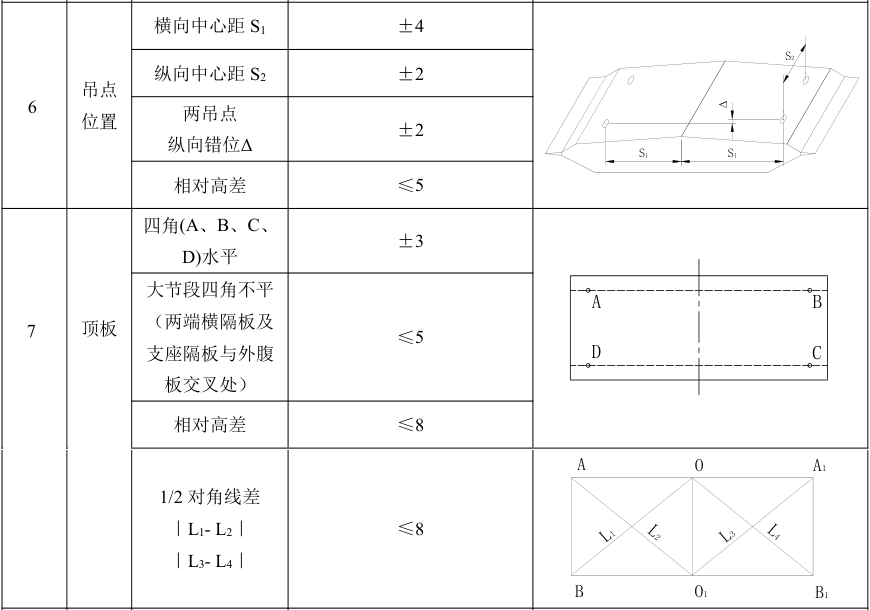 6
吊点
位置
横向中心距 S1
±4
纵向中心距 S2
±2
两吊点
纵向错位Δ
±2
相对高差
≤5
S2
Δ
S1
S1
7
顶板
四角(A、B、C、
D)水平
±3
大节段四角不平
（两端横隔板及
支座隔板与外腹
板交叉处）
≤5
相对高差
≤8
A
B
D
C
1/2 对角线差
｜L1- L2｜
｜L3- L4｜
≤8
A
O
A1
L1
L2
L3
L4
B
O1
B1